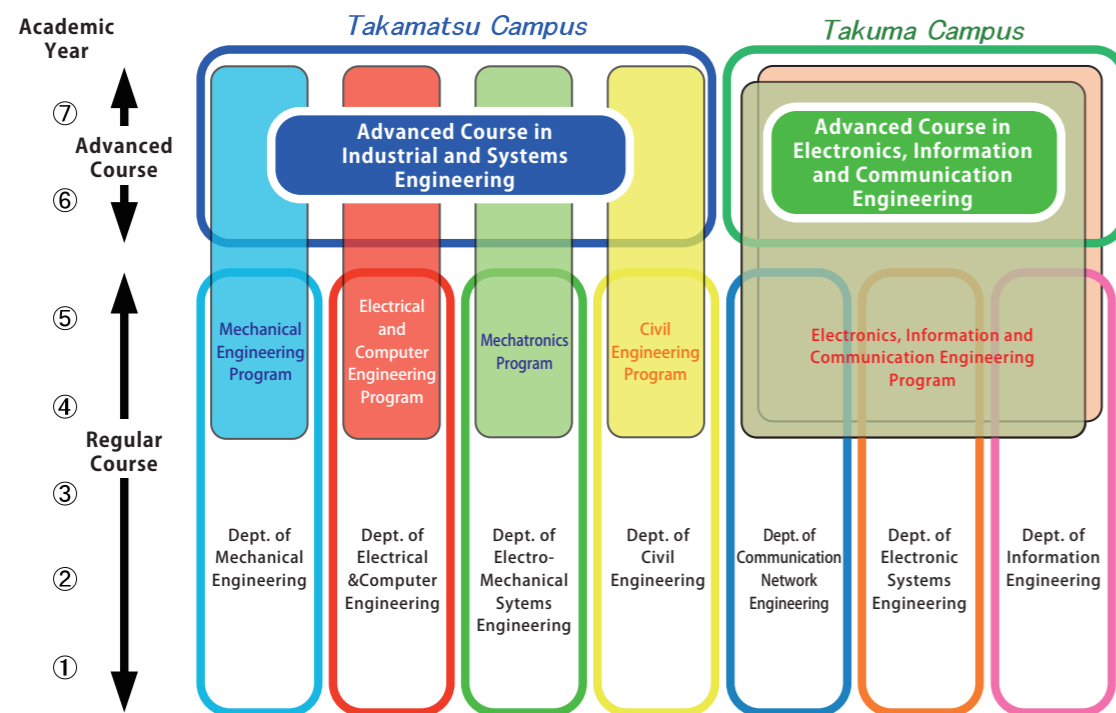 Academic
Year
Takamatsu Campus
Takuma Campus
⑦
Advanced
Course
⑥
Advanced Course in
Industrial and Systems
Engineering
Advanced Course in
Electronics, Information
and Communication
Engineering
⑤
④
Regular
Course
③
②
①
Mechanical
Engineering
Program
Electrical
and
Computer
Engineering
Program
Mechatronics
Program
Civil
Engineering
Program
Electronics, Information and
Communication Engineering
Program
Dept. of
Mechanical
Engineering
Dept. of
Electrical
&Computer
Engineering
Dept. of
Electro-
Mechanical
Sytems
Engineering
Dept. of
Civil
Engineering
Dept. of
Communication
Network
Engineering
Dept. of
Electronic
Systems
Engineering
Dept. of
Information
Engineering